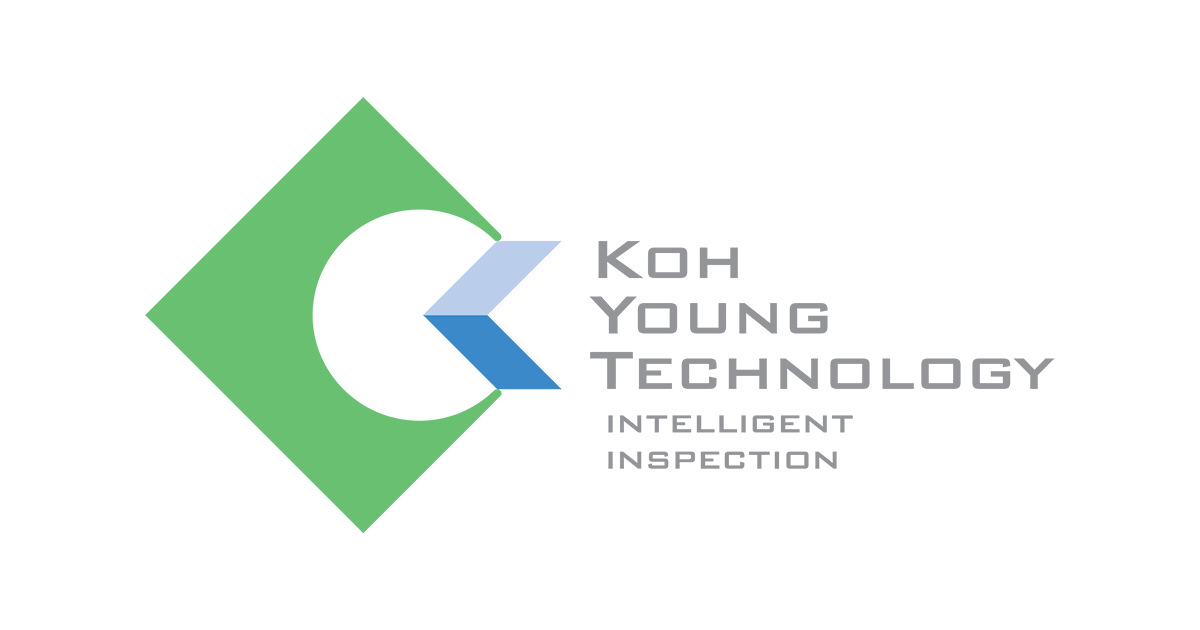 KOH
YOUNG
TECHNOLOGY
INTELLIGENT
INSPECTION